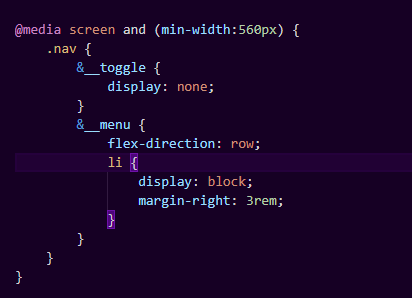 @media screen and (min-width:560px) {
    .nav {
        &__toggle {
            display: none;
        }
        &__menu {
            flex-direction: row;
            li {
                display: block;
                margin-right: 3rem;
            }
        }
    }
}